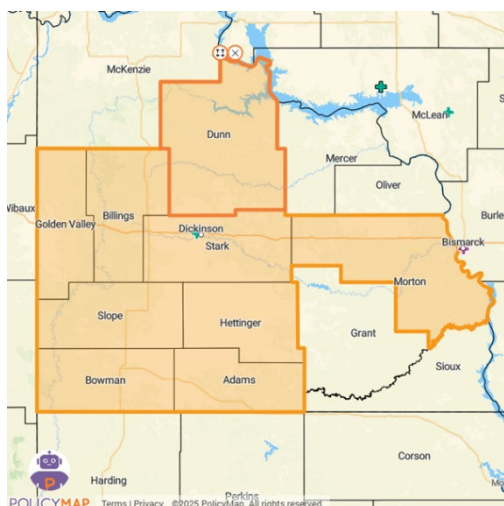 McKenzie
McLean
Dunn
Mercer
Oliver
Wibaux
Golden Valley
Billings
Dickinson
Stark
Burle
Bismarck
Morton
Slope
Hettinger
Grant
Sioux
Bowman
Adams
Harding
Perkins
Corson
P
POLICYMAP
Terms | Privacy ©2025 PolicyMap. All rights reserved.